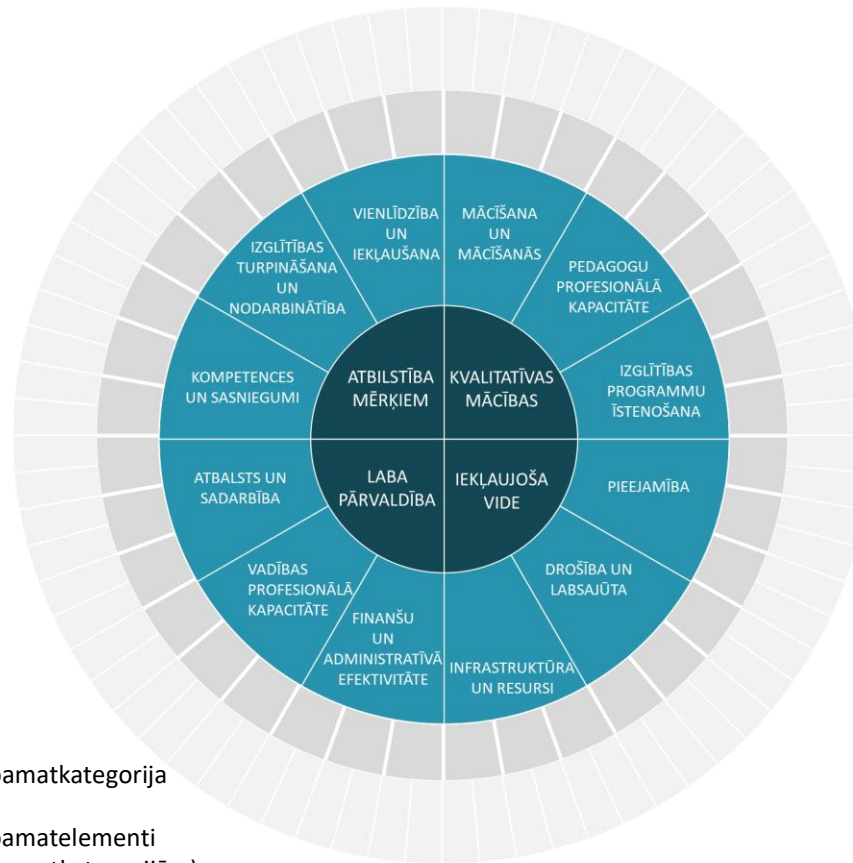 VIENLĪDZĪBA
UN
IEKĻAUŠANA
MĀCĪŠANA
UN
MĀCĪŠANĀS
IZGLĪTĪBAS
TURPINĀŠANA
UN
NODARBINĀTĪBA
PEDAGOGU
PROFESIONĀLĀ
KAPACITĀTE
KOMPETENCES
UN SASNIEGUMI
ATBILSTĪBA
MĒRĶIEM
KVALITATĪVAS
MĀCĪBAS
IZGLĪTĪBAS
PROGRAMMU
ĪSTENOŠANA
ATBALSTS UN
SADARBĪBA
LABA
PĀRVALDĪBA
IEKĻAUJOŠA
VIDE
PIEEJAMĪBA
VADĪBAS
PROFESIONĀLĀ
KAPACITĀTE
DROŠĪBA UN
LABSAJŪTA
FINANŠU
UN
ADMINISTRATĪVĀ
EFEKTIVITĀTE
INFRASTRUKTŪRA
UN RESURSI
pamatkategorija
pamatelementi